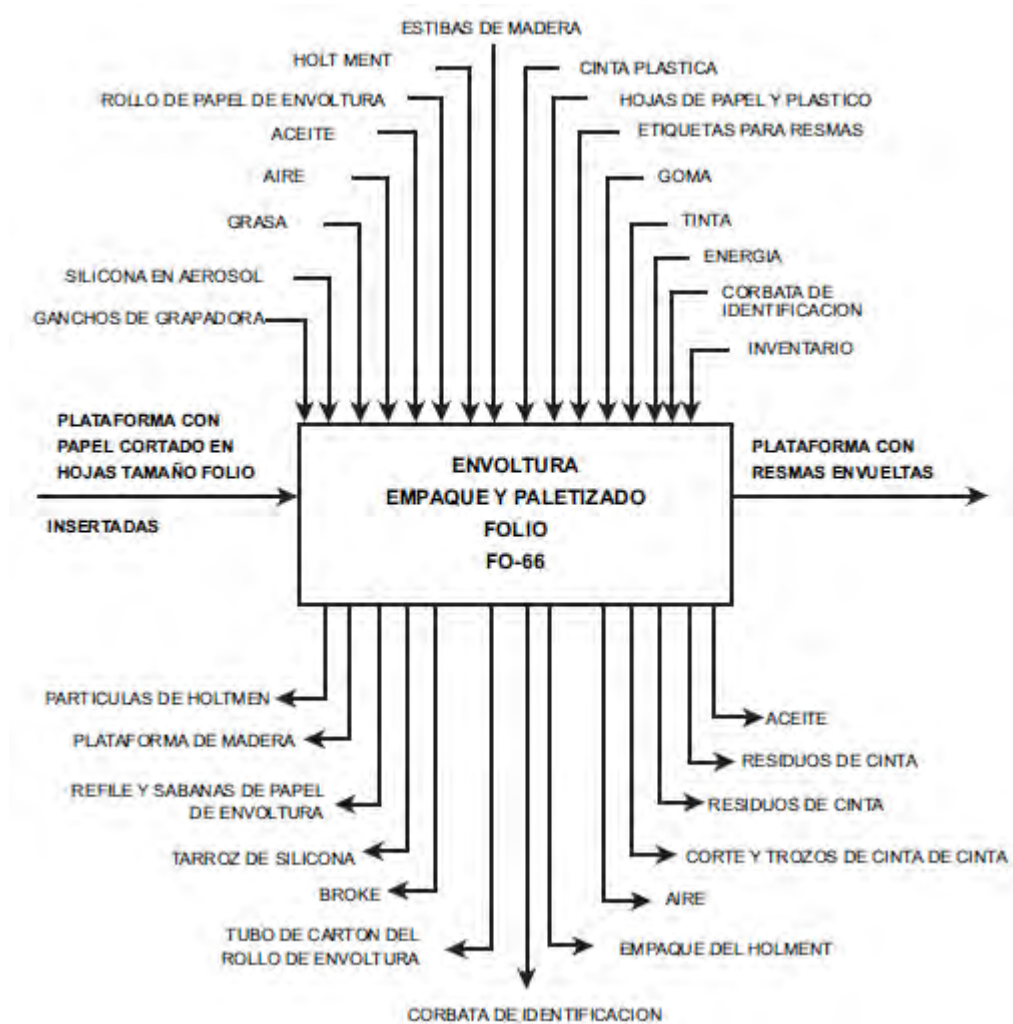 ESTIBAS DE MADERA
HOLT MENT
CINTA PLASTICA
ROLLO DE PAPEL DE ENVOLTURA
HOJAS DE PAPEL Y PLASTICO
ACEITE
ETIQUETAS PARA RESMAS
AIRE
GOMA
GRASA
TINTA
ENERGIA
SILICONA EN AEROSOL
CORBATA DE
IDENTIFICACION
GANCHOS DE GRAPADORA
INVENTARIO
PLATAFORMA CON
PAPEL CORTADO EN
HOJAS TAMAÑO FOLIO
INSERTADAS
ENVOLTURA
EMPAQUE Y PALETIZADO
FOLIO
FO-66
PLATAFORMA CON
RESMAS ENVUELTAS
PARTICULAS DE HOLTMEN
ACEITE
PLATAFORMA DE MADERA
RESIDUOS DE CINTA
REFILE Y SABANAS DE PAPEL
DE ENVOLTURA
RESIDUOS DE CINTA
TARROZ DE SILICONA
CORTE Y TROZOS DE CINTA DE CINTA
BROKE
AIRE
TUBO DE CARTON DEL
ROLLO DE ENVOLTURA
EMPAQUE DEL HOLMENT
CORBATA DE IDENTIFICACION